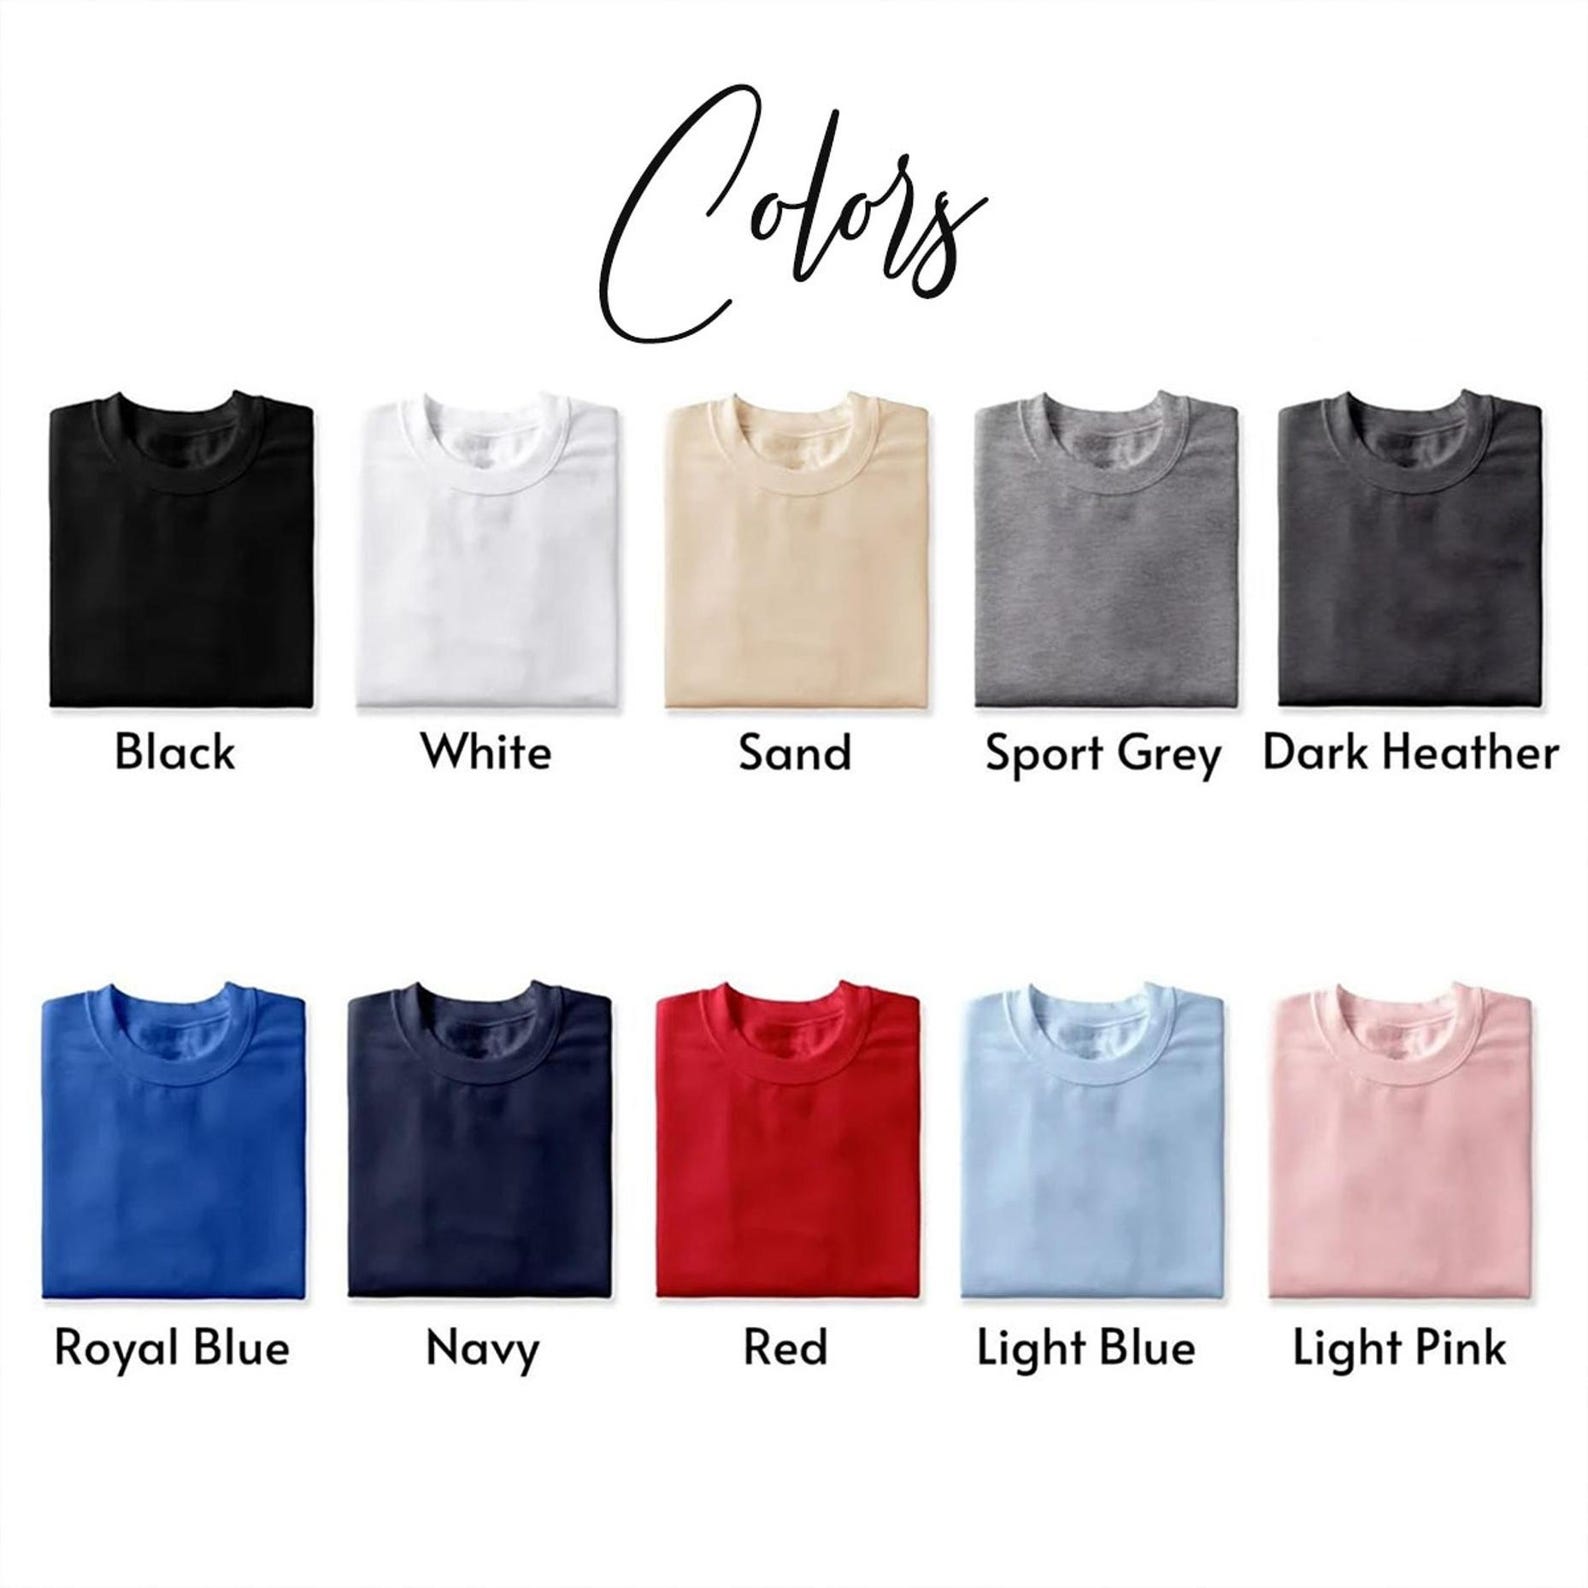 Colors
Black White Sand Sport Grey Dark Heather
Royal Blue Navy Red Light Blue Light Pink